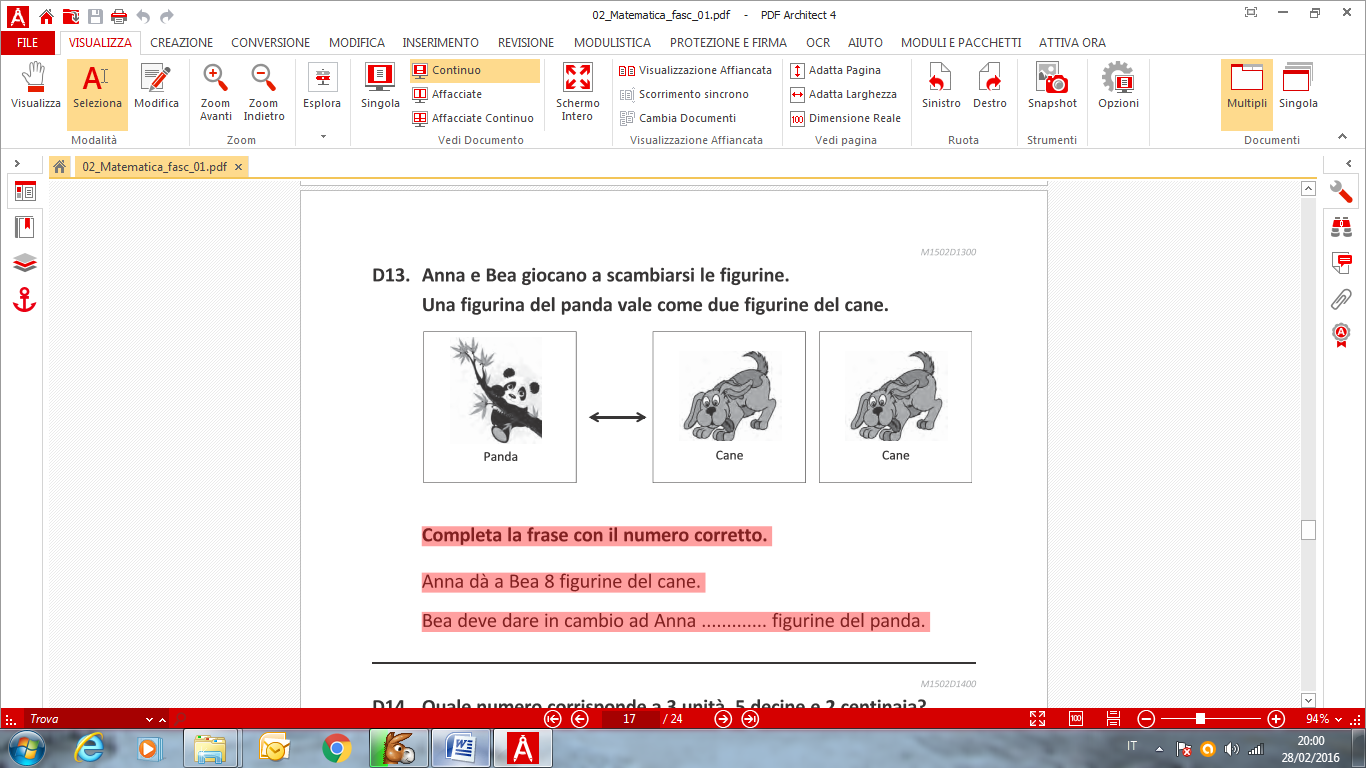 02_Matematica_fasc_01.pdf - PDF Architect 4
FILE VISUALIZZA CREAZIONE CONVERSIONE MODIFICA INSERIMENTO REVISIONE MODULISTICA PROTEZIONE E FIRMA OCR AIUTO MODULI E PACCHETTI ATTIVA ORA
Visualizza Seleziona Modifica
Modalità
Zoom Avanti Zoom Indietro
Zoom
Esplora
Singola
Continuo
Affacciate
Affacciate Continuo
Vedi Documento
Schermo Intero
Visualizzazione Affiancata
Scorrimento sincrono
Cambia Documenti
Visualizzazione Affiancata
Adatta Pagina
Adatta Larghezza
100 Dimensione Reale
Vedi pagina
Sinistro Destro
Ruota
Snapshot
Strumenti
Opzioni
Multipli Singola
Documenti
02_Matematica_fasc_01.pdf ×
M1502D1300
D13. Anna e Bea giocano a scambiarsi le figurine.
Una figurina del panda vale come due figurine del cane.
Panda Cane Cane
Completa la frase con il numero corretto.
Anna dà a Bea 8 figurine del cane.
Bea deve dare in cambio ad Anna ............. figurine del panda.
M1502D1400
D14. Quale numero corrisponde a 3 unità, 5 decine e 2 centinaia?
Trova 17 / 24 100 94%
IT 20:00
28/02/2016